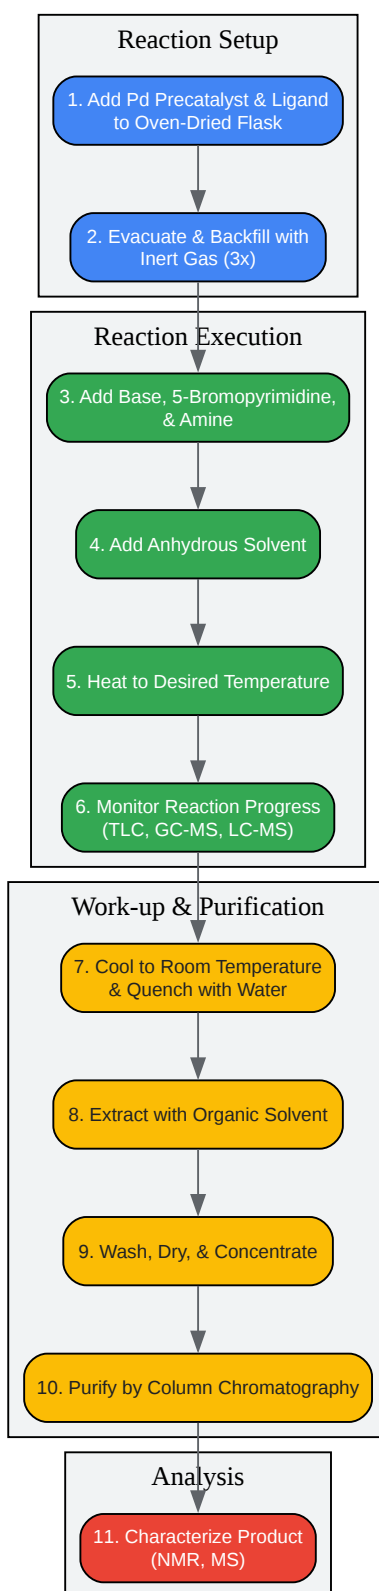 Reaction Setup
1. Add Pd Precatalyst & Ligand
to Oven-Dried Flask
2. Evacuate & Backfill with
Inert Gas (3x)
Reaction Execution
3. Add Base, 5-Bromopyrimidine,
& Amine
4. Add Anhydrous Solvent
5. Heat to Desired Temperature
6. Monitor Reaction Progress
(TLC, GC-MS, LC-MS)
Work-up & Purification
7. Cool to Room Temperature
& Quench with Water
8. Extract with Organic Solvent
9. Wash, Dry, & Concentrate
10. Purify by Column Chromatography
Analysis
11. Characterize Product
(NMR, MS)